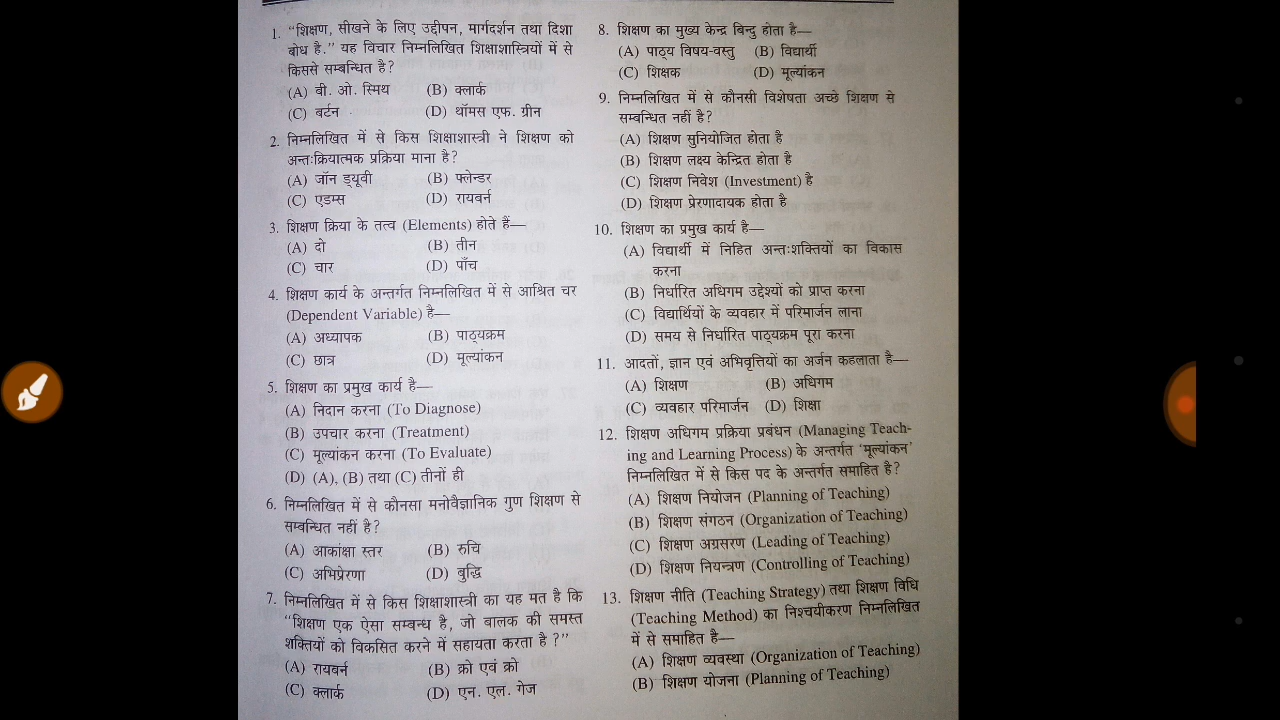 1. “शिक्षण, सीखने के लिए उद्दीपन, मार्गदर्शन तथा दिशा
बोध है.” यह विचार निम्नलिखित शिक्षाशास्त्रियों में से
किससे सम्बन्धित है?
(A) बी. ओ. स्मिथ (B) क्लार्क
(C) बर्टन (D) थॉमस एफ. ग्रीन
2. निम्नलिखित में से किस शिक्षाशास्त्री ने शिक्षण को
अन्तःक्रियात्मक प्रक्रिया माना है?
(A) जॉन ड्यूवी (B) फ्लेन्डर
(C) एडम्स (D) रायबर्न
3. शिक्षण क्रिया के तत्व (Elements) होते हैं—
(A) दो (B) तीन
(C) चार (D) पाँच
4. शिक्षण कार्य के अन्तर्गत निम्नलिखित में से आश्रित चर
(Dependent Variable) है—
(A) अध्यापक (B) पाठ्यक्रम
(C) छात्र (D) मूल्यांकन
5. शिक्षण का प्रमुख कार्य है—
(A) निदान करना (To Diagnose)
(B) उपचार करना (Treatment)
(C) मूल्यांकन करना (To Evaluate)
(D) (A), (B) तथा (C) तीनों ही
6. निम्नलिखित में से कौनसा मनोवैज्ञानिक गुण शिक्षण से
सम्बन्धित नहीं है?
(A) आकांक्षा स्तर (B) रुचि
(C) अभिप्रेरणा (D) बुद्धि
7. निम्नलिखित में से किस शिक्षाशास्त्री का यह मत है कि
“शिक्षण एक ऐसा सम्बन्ध है, जो बालक की समस्त
शक्तियों को विकसित करने में सहायता करता है?”
(A) रायबर्न (B) क्रो एवं क्रो
(C) क्लार्क (D) एन. एल. गेज
8. शिक्षण का मुख्य केन्द्र बिन्दु होता है—
(A) पाठ्य विषय-वस्तु (B) विद्यार्थी
(C) शिक्षक (D) मूल्यांकन
9. निम्नलिखित में से कौनसी विशेषता अच्छे शिक्षण से
सम्बन्धित नहीं है?
(A) शिक्षण सुनियोजित होता है
(B) शिक्षण लक्ष्य केन्द्रित होता है
(C) शिक्षण निवेश (Investment) है
(D) शिक्षण प्रेरणादायक होता है
10. शिक्षण का प्रमुख कार्य है—
(A) विद्यार्थी में निहित अन्तःशक्तियों का विकास
करना
(B) निर्धारित अधिगम उद्देश्यों को प्राप्त करना
(C) विद्यार्थियों के व्यवहार में परिमार्जन लाना
(D) समय से निर्धारित पाठ्यक्रम पूरा करना
11. आदतों, ज्ञान एवं अभिवृत्तियों का अर्जन कहलाता है—
(A) शिक्षण (B) अधिगम
(C) व्यवहार परिमार्जन (D) शिक्षा
12. शिक्षण अधिगम प्रक्रिया प्रबंधन (Managing Teach-
ing and Learning Process) के अन्तर्गत ‘मूल्यांकन’
निम्नलिखित में से किस पद के अन्तर्गत समाहित है?
(A) शिक्षण नियोजन (Planning of Teaching)
(B) शिक्षण संगठन (Organization of Teaching)
(C) शिक्षण अग्रसरण (Leading of Teaching)
(D) शिक्षण नियन्त्रण (Controlling of Teaching)
13. शिक्षण नीति (Teaching Strategy) तथा शिक्षण विधि
(Teaching Method) का निश्चयीकरण निम्नलिखित
में से समाहित है—
(A) शिक्षण व्यवस्था (Organization of Teaching)
(B) शिक्षण योजना (Planning of Teaching)